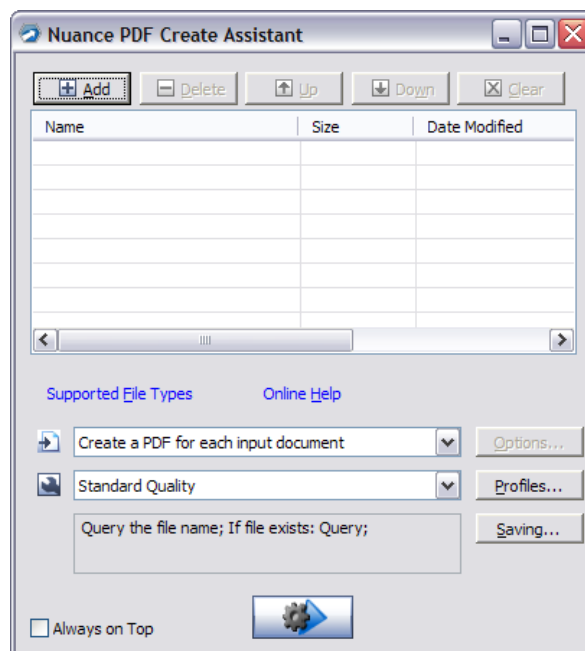 Nuance PDF Create Assistant
Add Delete Up Down Clear
Name Size Date Modified
Supported File Types Online Help
Create a PDF for each input document Options...
Standard Quality Profiles...
Query the file name; If file exists: Query; Saving...
Always on Top